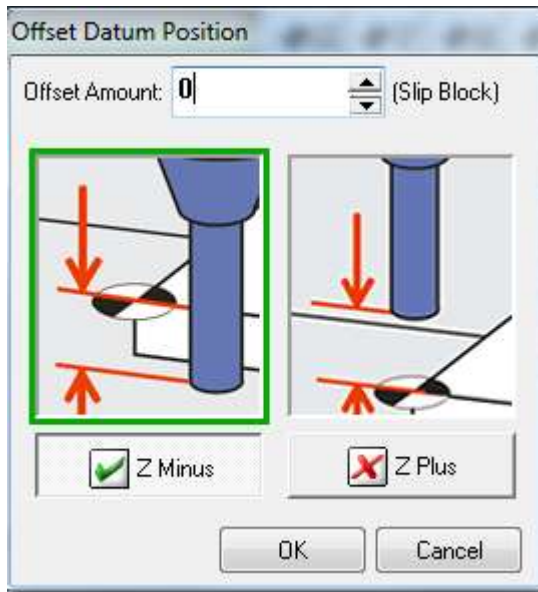 Offset Datum Position
Offset Amount: 0 (Slip Block)
Z Minus Z Plus
OK Cancel